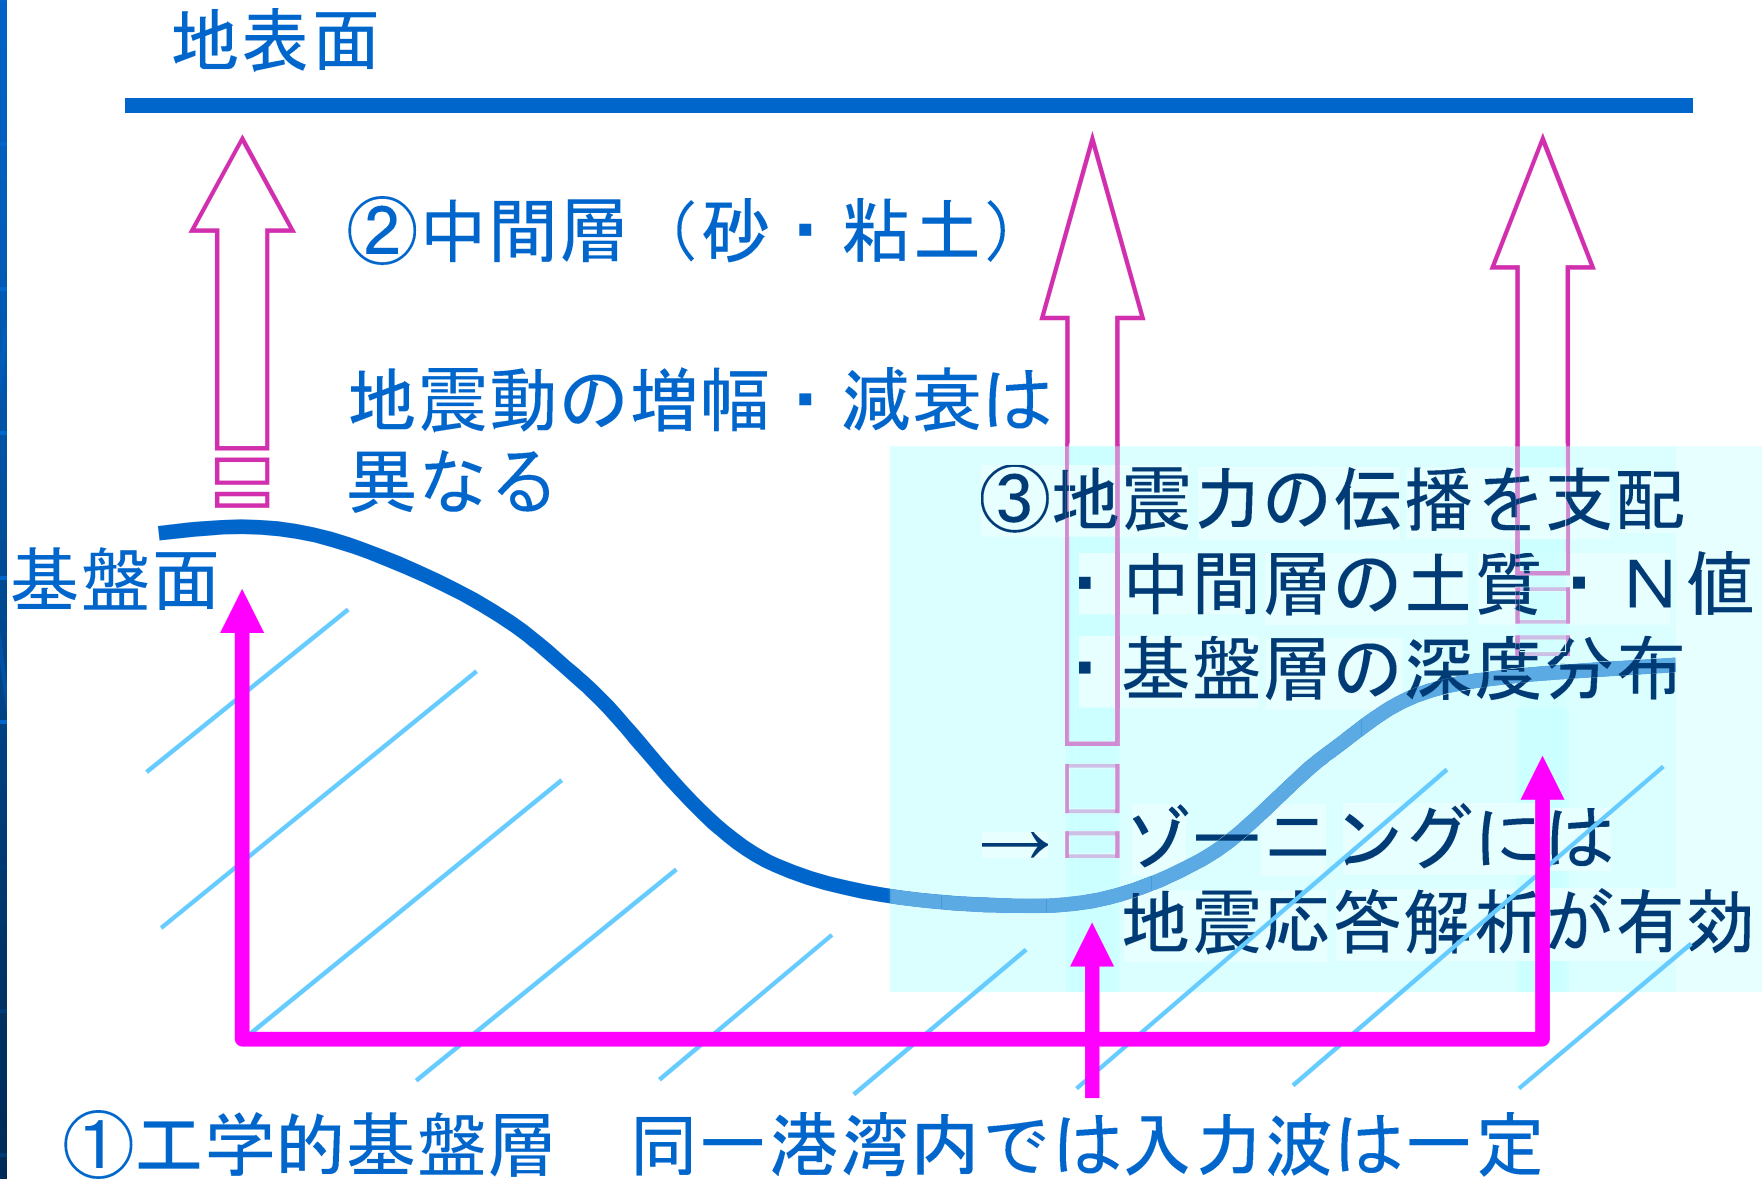 地表面
②中間層（砂・粘土）
地震動の増幅・減衰は
異なる
基盤面
③地震力の伝播を支配
・中間層の土質・Ｎ値
・基盤層の深度分布
→　ゾーニングには
地震応答解析が有効
①工学的基盤層　同一港湾内では入力波は一定